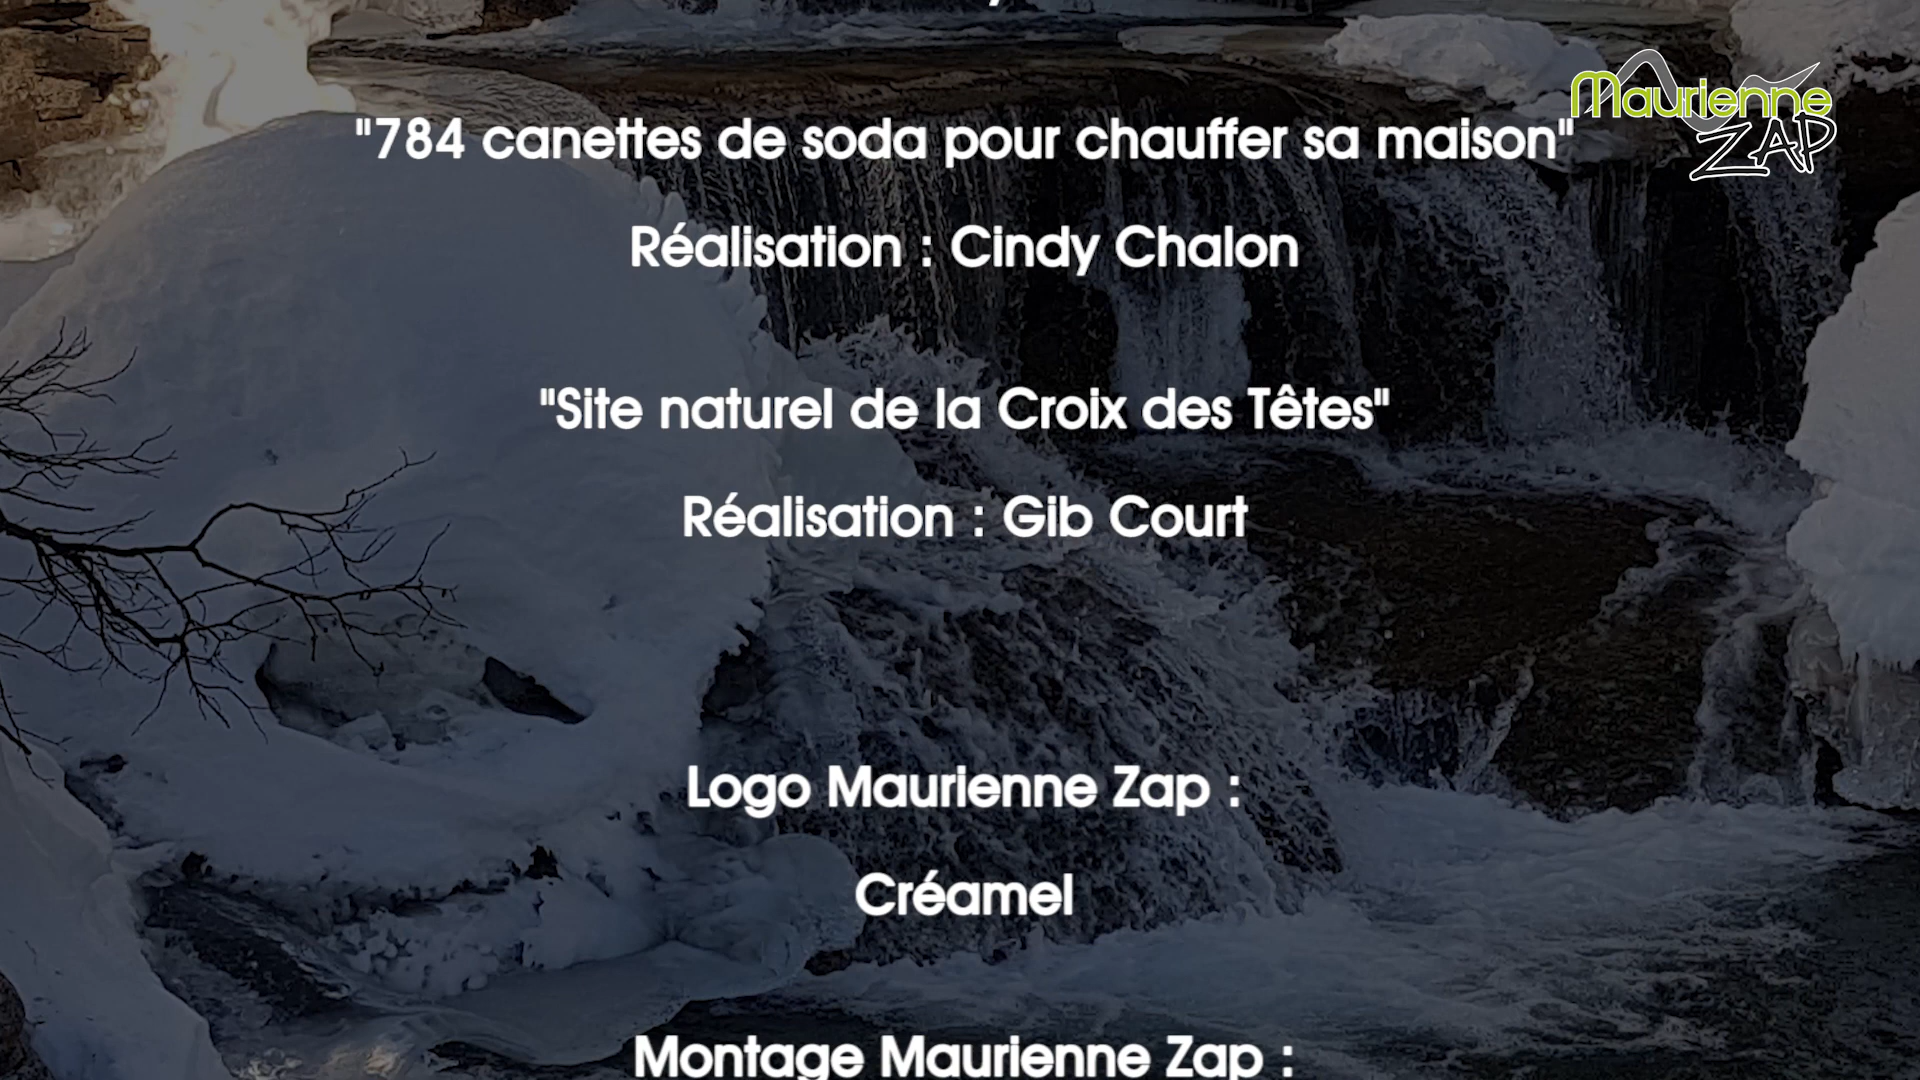 Maurienne
ZAP
"784 canettes de soda pour chauffer sa maison"
Réalisation : Cindy Chalon
"Site naturel de la Croix des Têtes"
Réalisation : Gib Court
Logo Maurienne Zap :
Créamel
Montage Maurienne Zap :